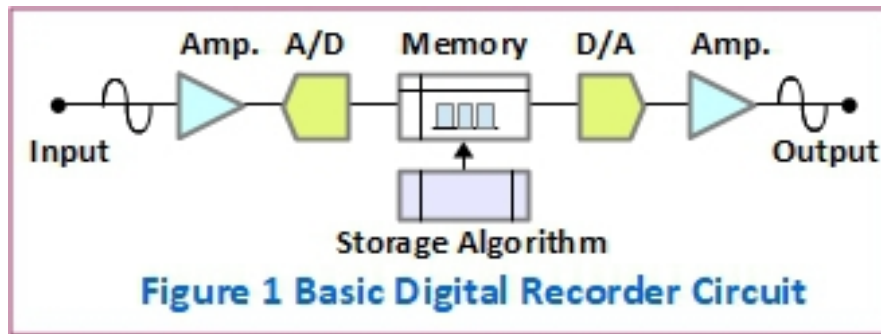 Amp. A/D Memory D/A Amp.
Input Output
Storage Algorithm
Figure 1 Basic Digital Recorder Circuit